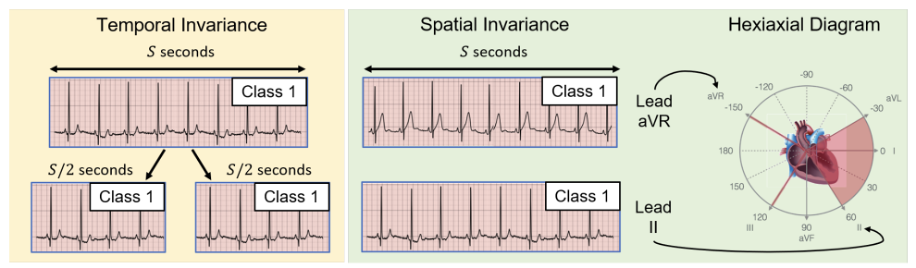 Temporal Invariance
S seconds
Class 1
S/2 seconds
S/2 seconds
Class 1
Class 1
Spatial Invariance
S seconds
Class 1
Class 1
Lead
aVR
Lead
II
Hexiaxial Diagram
-90
-120
-60
aVR
aVL
-150
-30
180
0 I
150
30
120
60
III
90
II
aVF